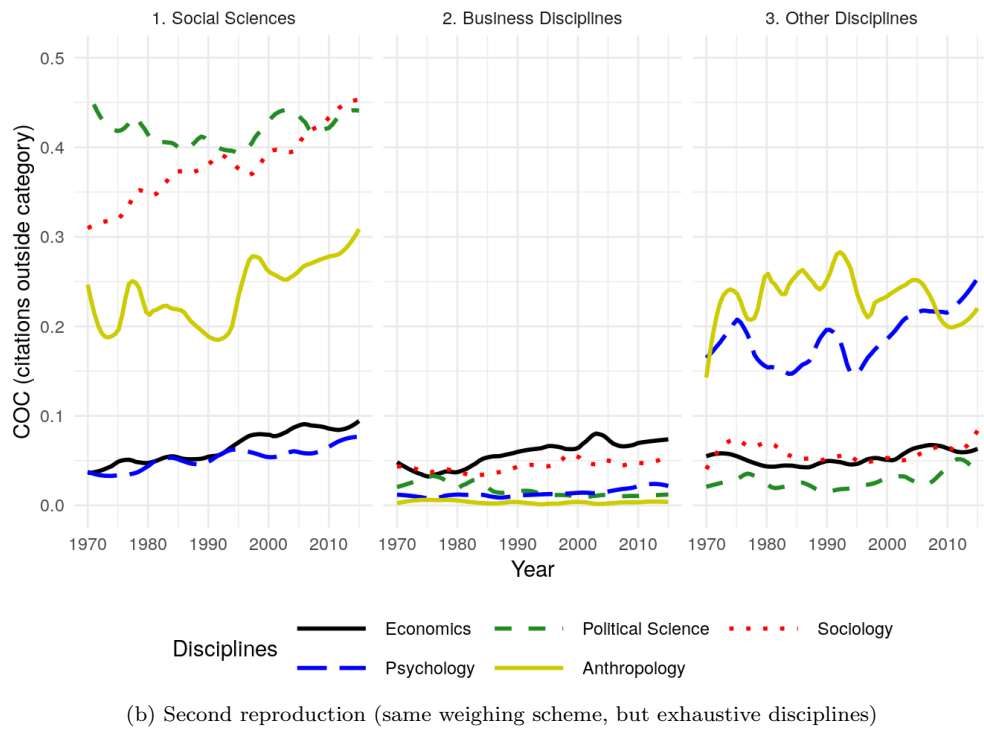 1. Social Sciences 2. Business Disciplines 3. Other Disciplines
COC (citations outside category)
0.5
0.4
0.3
0.2
0.1
0.0
1970 1980 1990 2000 2010 1970 1980 1990 2000 2010 1970 1980 1990 2000 2010
Year
Disciplines
Economics Political Science Sociology
Psychology Anthropology
(b) Second reproduction (same weighing scheme, but exhaustive disciplines)